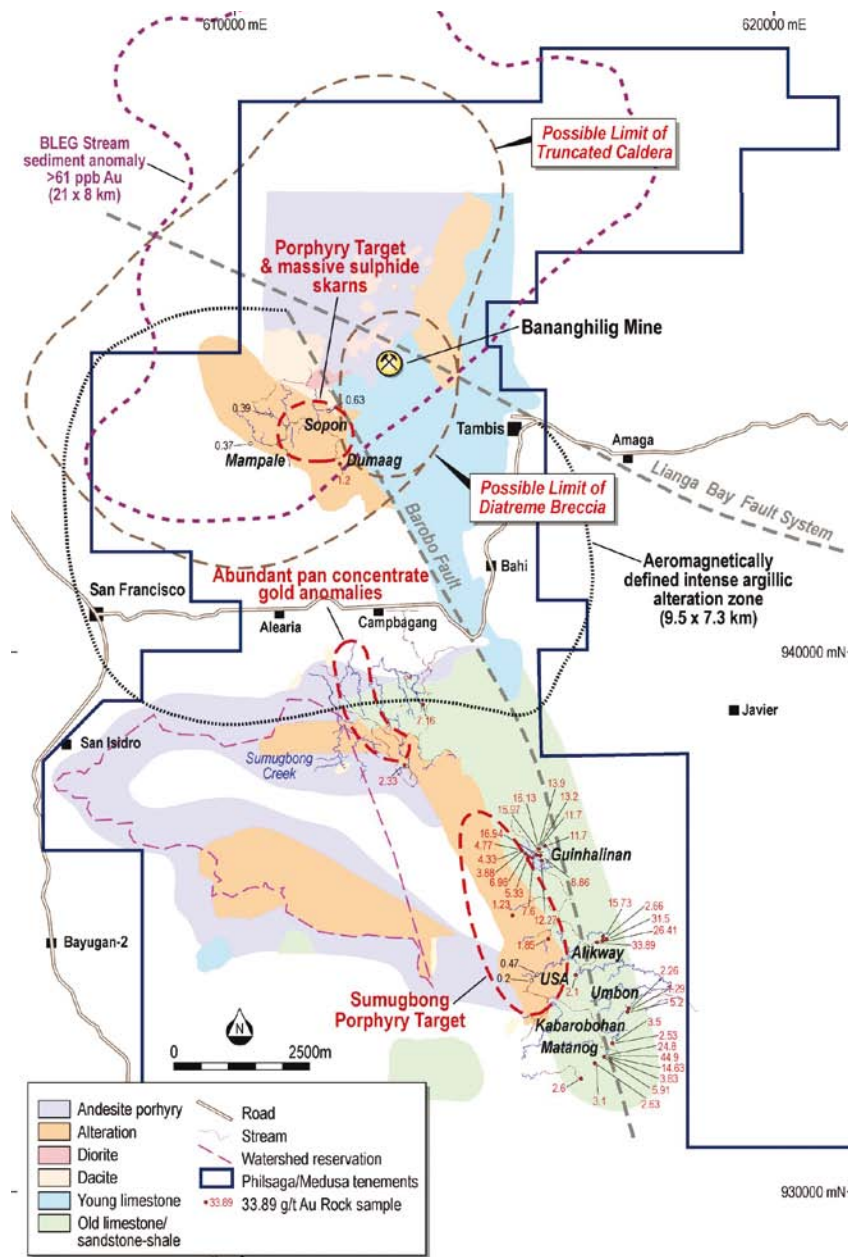 610000 mE
620000 mE
BLEG Stream
sediment anomaly
>61 ppb Au
(21 x 8 km)
Possible Limit of
Truncated Caldera
Porphyry Target
& massive sulphide
skarns
Bananghilig Mine
0.39
0.63
Sopon
0.37
Mampale
Dumaag
1.2
Tambis
Amaga
Lianga Bay Fault System
Possible Limit of
Diatreme Breccia
Barobo Fault
Bahi
Aeromagnetically
defined intense argillic
alteration zone
(9.5 x 7.3 km)
Abundant pan concentrate
gold anomalies
San Francisco
Alearia
Campbagang
940000 mN
7.16
Javier
San Isidro
Sumugbong
Creek
2.33
13.9
16.13
13.2
15.97
11.7
16.94
11.7
4.77
Guinhalinan
4.33
3.88
6.98
8.86
5.33
1.23
7.6
12.27
15.73
2.66
31.5
26.41
1.85
33.89
Alikway
Bayugan-2
0.47
0.2
USA
2.1
2.26
Umbon
5.2
Sumugbong
Porphyry Target
Kabarobohan
3.5
Matanog
2.53
24.8
44.9
14.63
3.83
5.91
2.6
3.1
2.63
N
0
2500m
Andesite porphyry
Alteration
Diorite
Dacite
Young limestone
Old limestone/
sandstone-shale
Road
Stream
Watershed reservation
Philsaga/Medusa tenements
33.89
33.89 g/t Au Rock sample
930000 mN